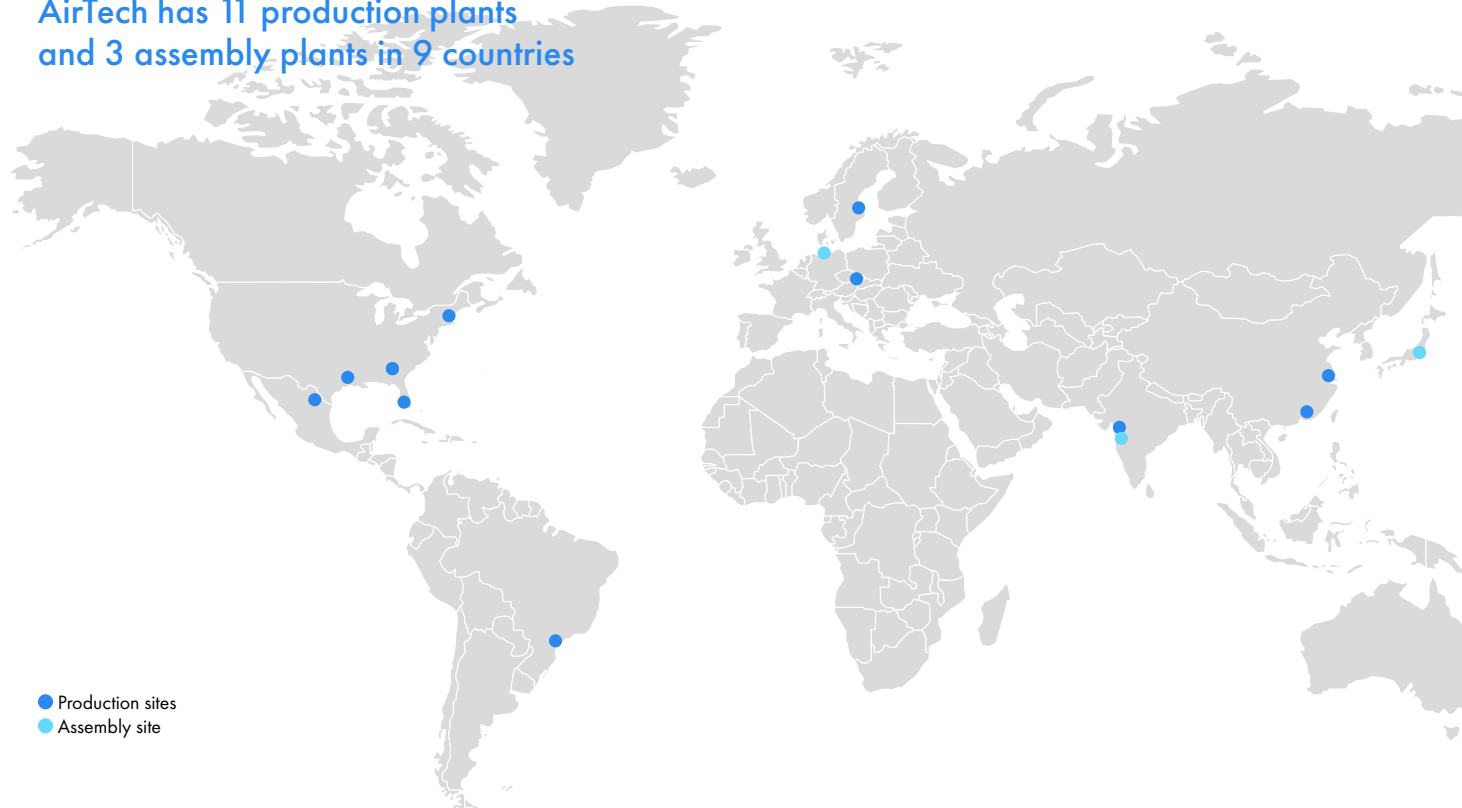 AirTech has 11 production plants
and 3 assembly plants in 9 countries
Production sites
Assembly site